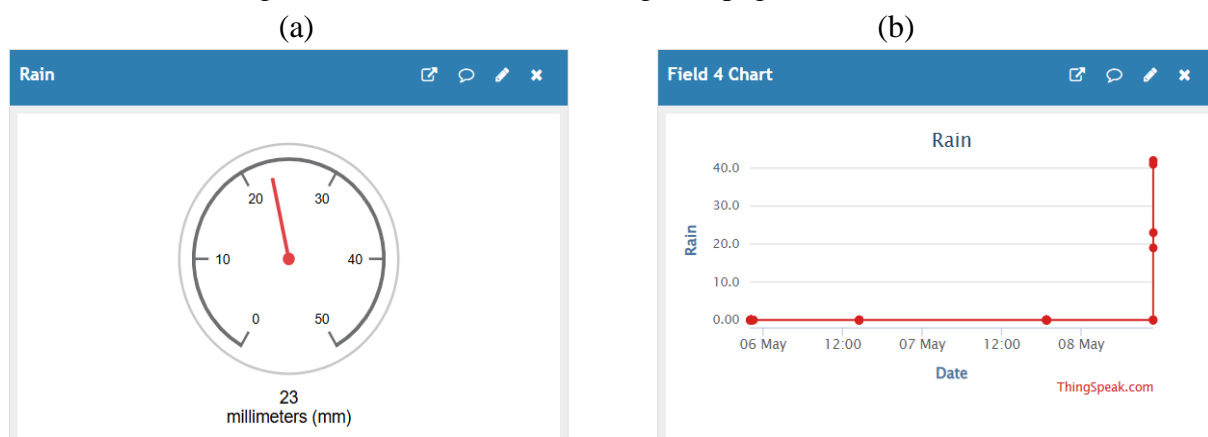 (a)
(b)
Rain
Field 4 Chart
20
30
10
40
0
50
23
millimeters (mm)
Rain
40.0
30.0
20.0
10.0
0.00
Rain
06 May
12:00
07 May
12:00
08 May
Date
ThingSpeak.com